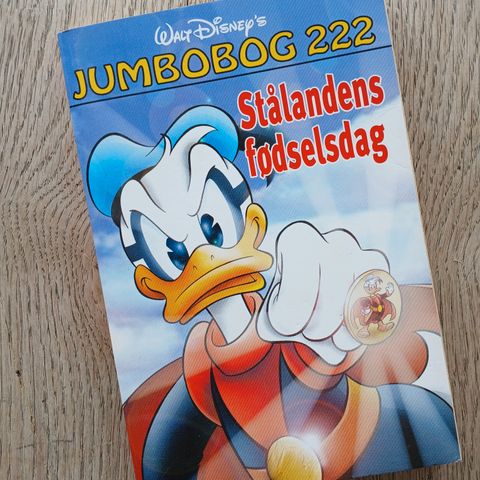 WALT DISNEY'S
JUMBOBOG 222
Stålandens
fødselsdag